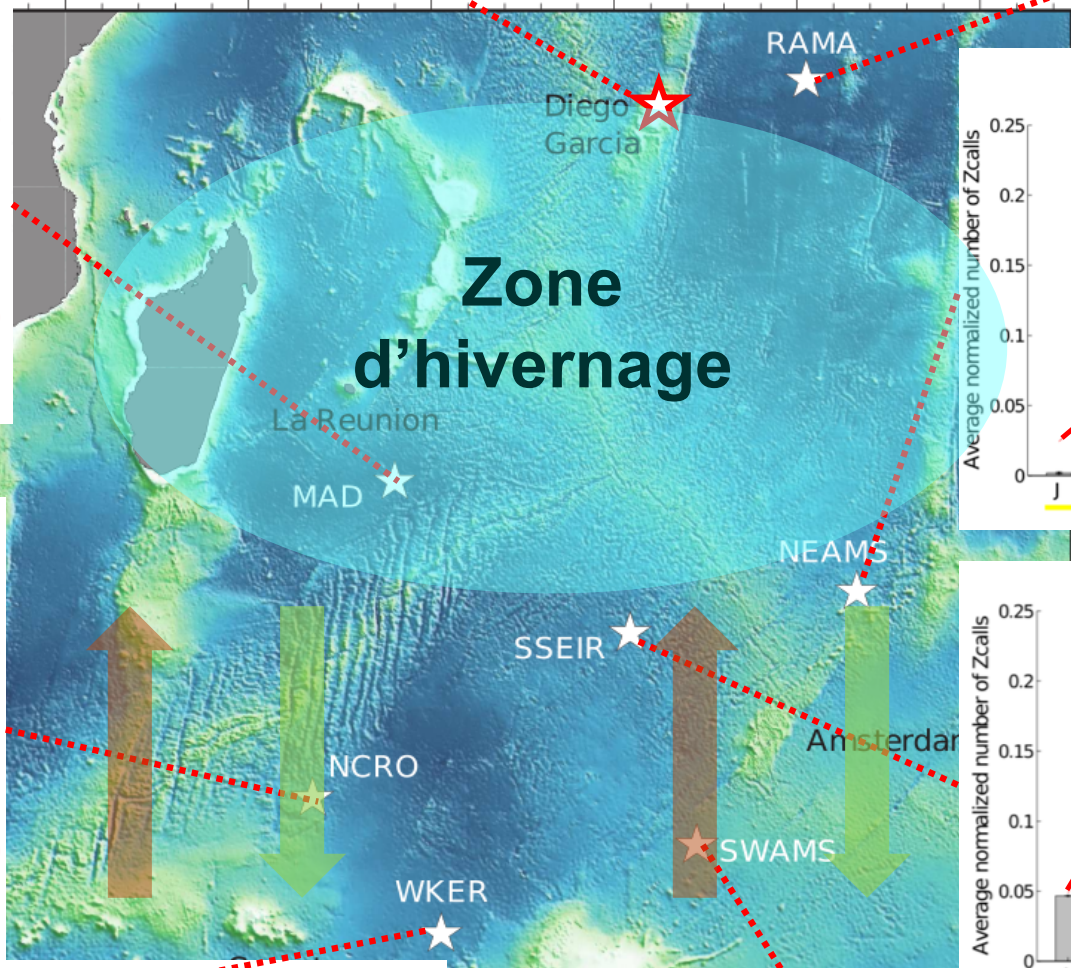 RAMA
Diego
Garcia
Zone
d’hivernage
La Reunion
MAD
NEAMS
SSEIR
Amsterdam
NCRO
SWAMS
WKER
Average normalized number of Zcalls
0.25
0.2
0.15
0.1
0.05
0
J
Average normalized number of Zcalls
0.25
0.2
0.15
0.1
0.05
0